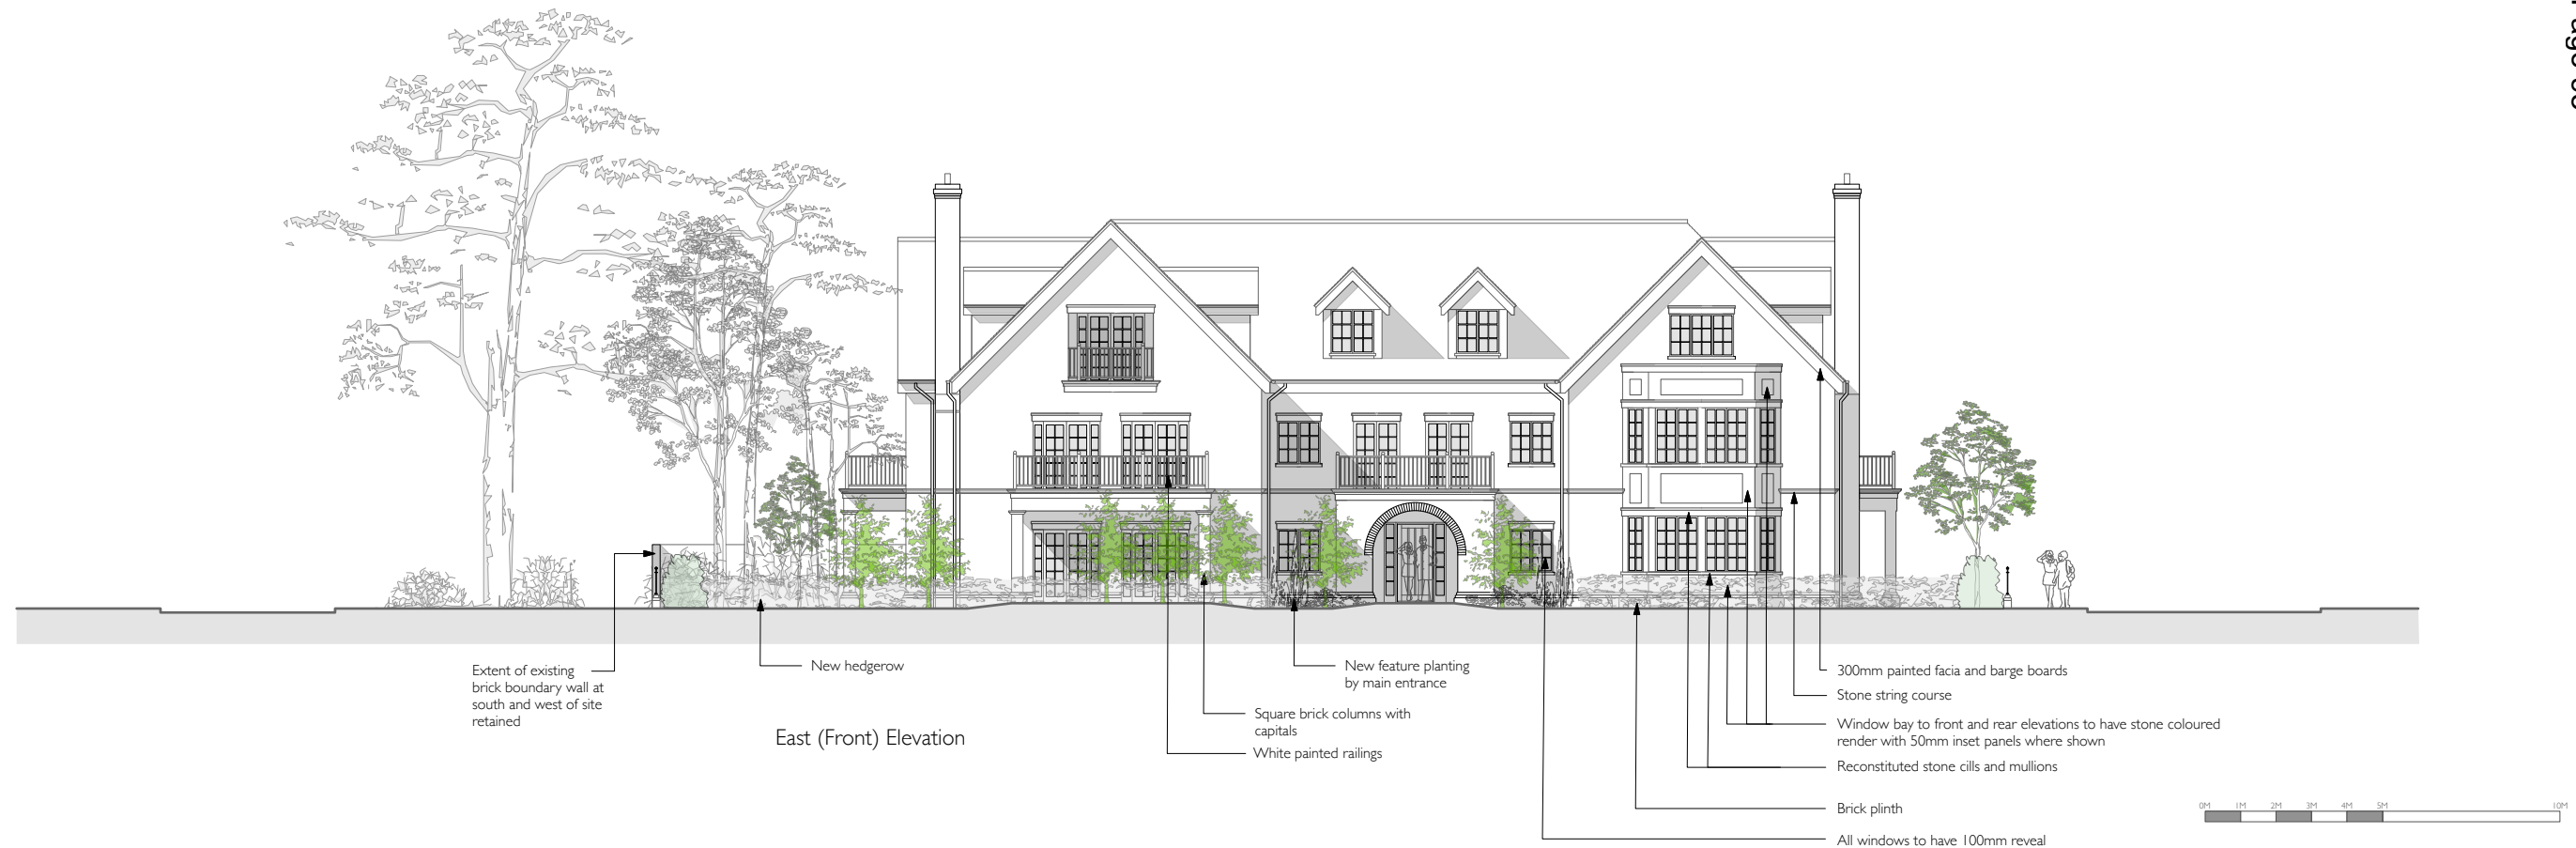 Extent of existing
brick boundary wall at
south and west of site
retained
New hedgerow
East (Front) Elevation
Square brick columns with
capitals
White painted railings
New feature planting
by main entrance
300mm painted facia and barge boards
Stone string course
Window bay to front and rear elevations to have stone coloured
render with 50mm inset panels where shown
Reconstituted stone cills and mullions
Brick plinth
All windows to have 100mm reveal
0M 1M 2M 3M 4M 5M 10M